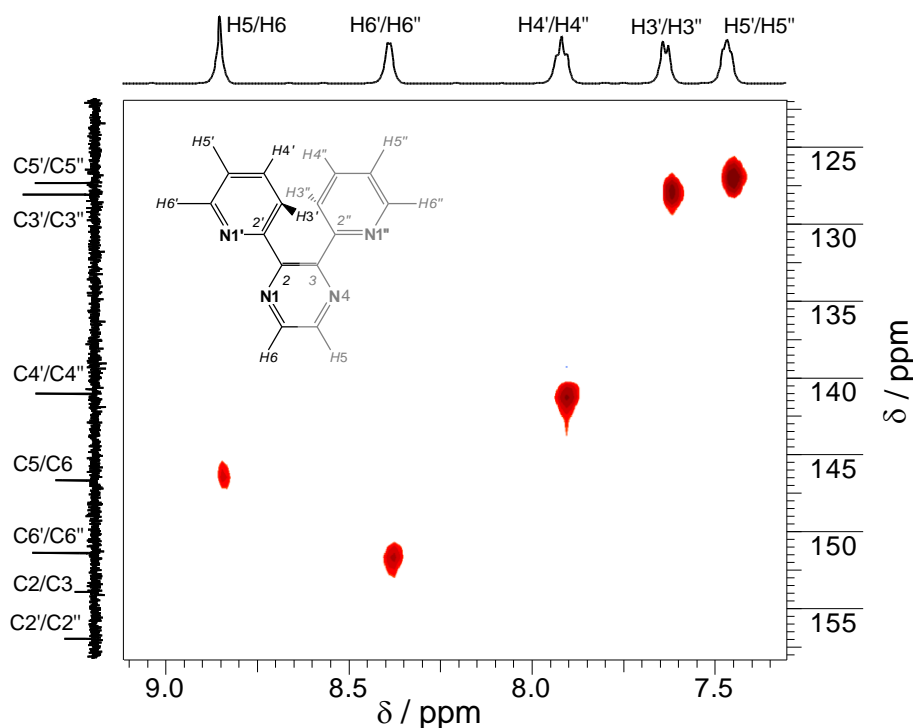 H5/H6 H6'/H6" H4'/H4" H3'/H3" H5'/H5"
C5'/C5"
C3'/C3"
C4'/C4"
C5/C6
C6'/C6"
C2/C3
C2'/C2"
H5' H4' H4" H5"
H6' H3" H3' H6"
N1' 2' 2" N1"
2 3
N1 N4
H6 H5
125
130
135
140
145
150
155
δ / ppm
9.0 8.5 8.0 7.5
δ / ppm